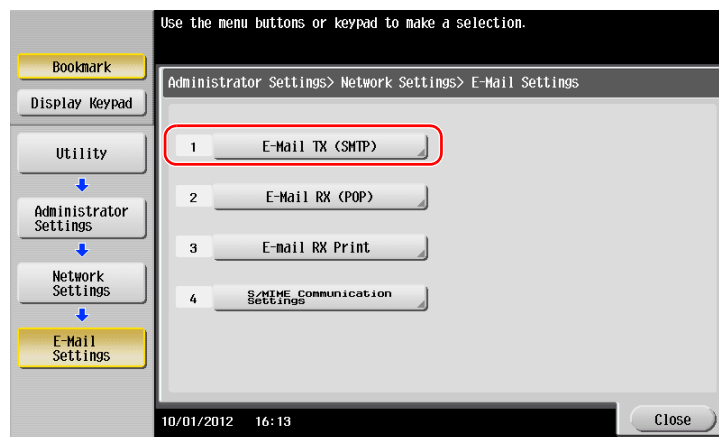 Use the menu buttons or keypad to make a selection.
Bookmark
Display Keypad
Utility
Administrator
Settings
Network
Settings
E-Mail
Settings
Administrator Settings> Network Settings> E-Mail Settings
1 E-Mail TX (SMTP)
2 E-Mail RX (POP)
3 E-mail RX Print
4 S/MIME Communication
Settings
10/01/2012 16:13
Close